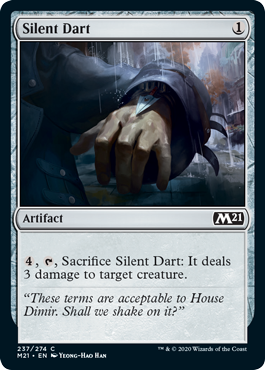 Silent Dart 1
Artifact M21
4, T, Sacrifice Silent Dart: It deals
3 damage to target creature.
“These terms are acceptable to House
Dimir. Shall we shake on it?”
237/274 C
M21 • EN Yeong-Hao Han ™ & © 2020 Wizards of the Coast